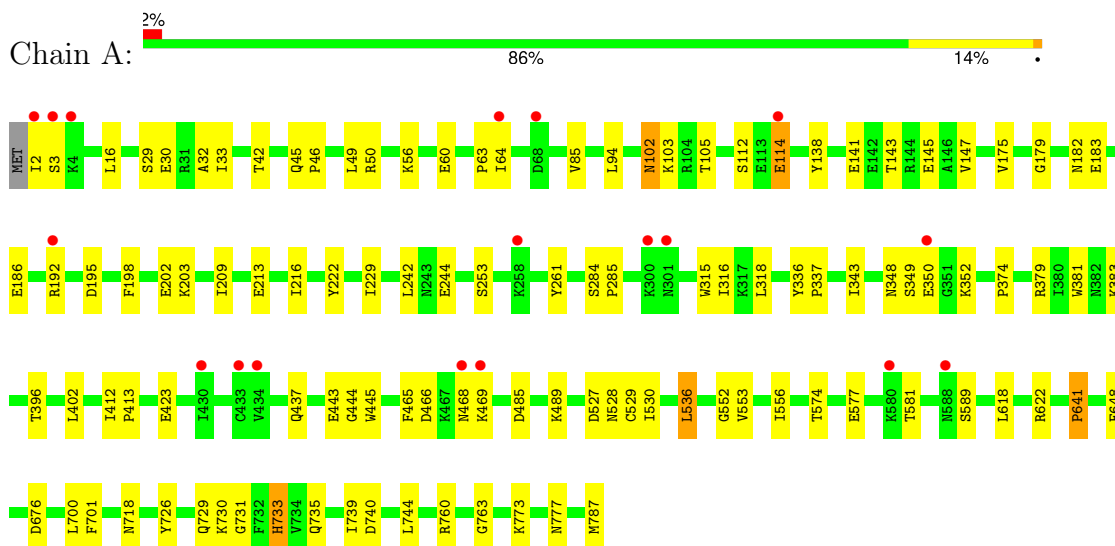 2%
Chain A:
86% 14% •
MET I2 S3 K4 L16 S29 E30 R31 A32 I33 T42 Q45 P46 L49 R50 K56 E60 P63 I64 D68 V85 L94 N102 K103 R104 T105 S112 E113 E114 Y138 E141 E142 T143 R144 E145 A146 V147 V175 G179 N182 E183
E186 R192 D195 F198 E202 K203 I209 E213 I216 Y222 I229 L242 N243 E244 S253 K258 Y261 S284 P285 K300 N301 W315 I316 K317 L318 Y336 P337 I343 N348 S349 E350 G351 K352 P374 R379 I380 W381 N382 K383
T396 L402 I412 P413 E423 I430 C433 V434 Q437 E443 G444 W445 F465 D466 K467 N468 K469 D485 K489 D527 N528 C529 I530 L536 G552 V553 I556 T574 E577 K580 T581 N588 S599 L618 R622 P641
D676 L700 F701 N718 Y726 Q729 K730 G731 F732 H733 V734 Q735 I739 D740 L744 R760 G763 K773 N777 M787